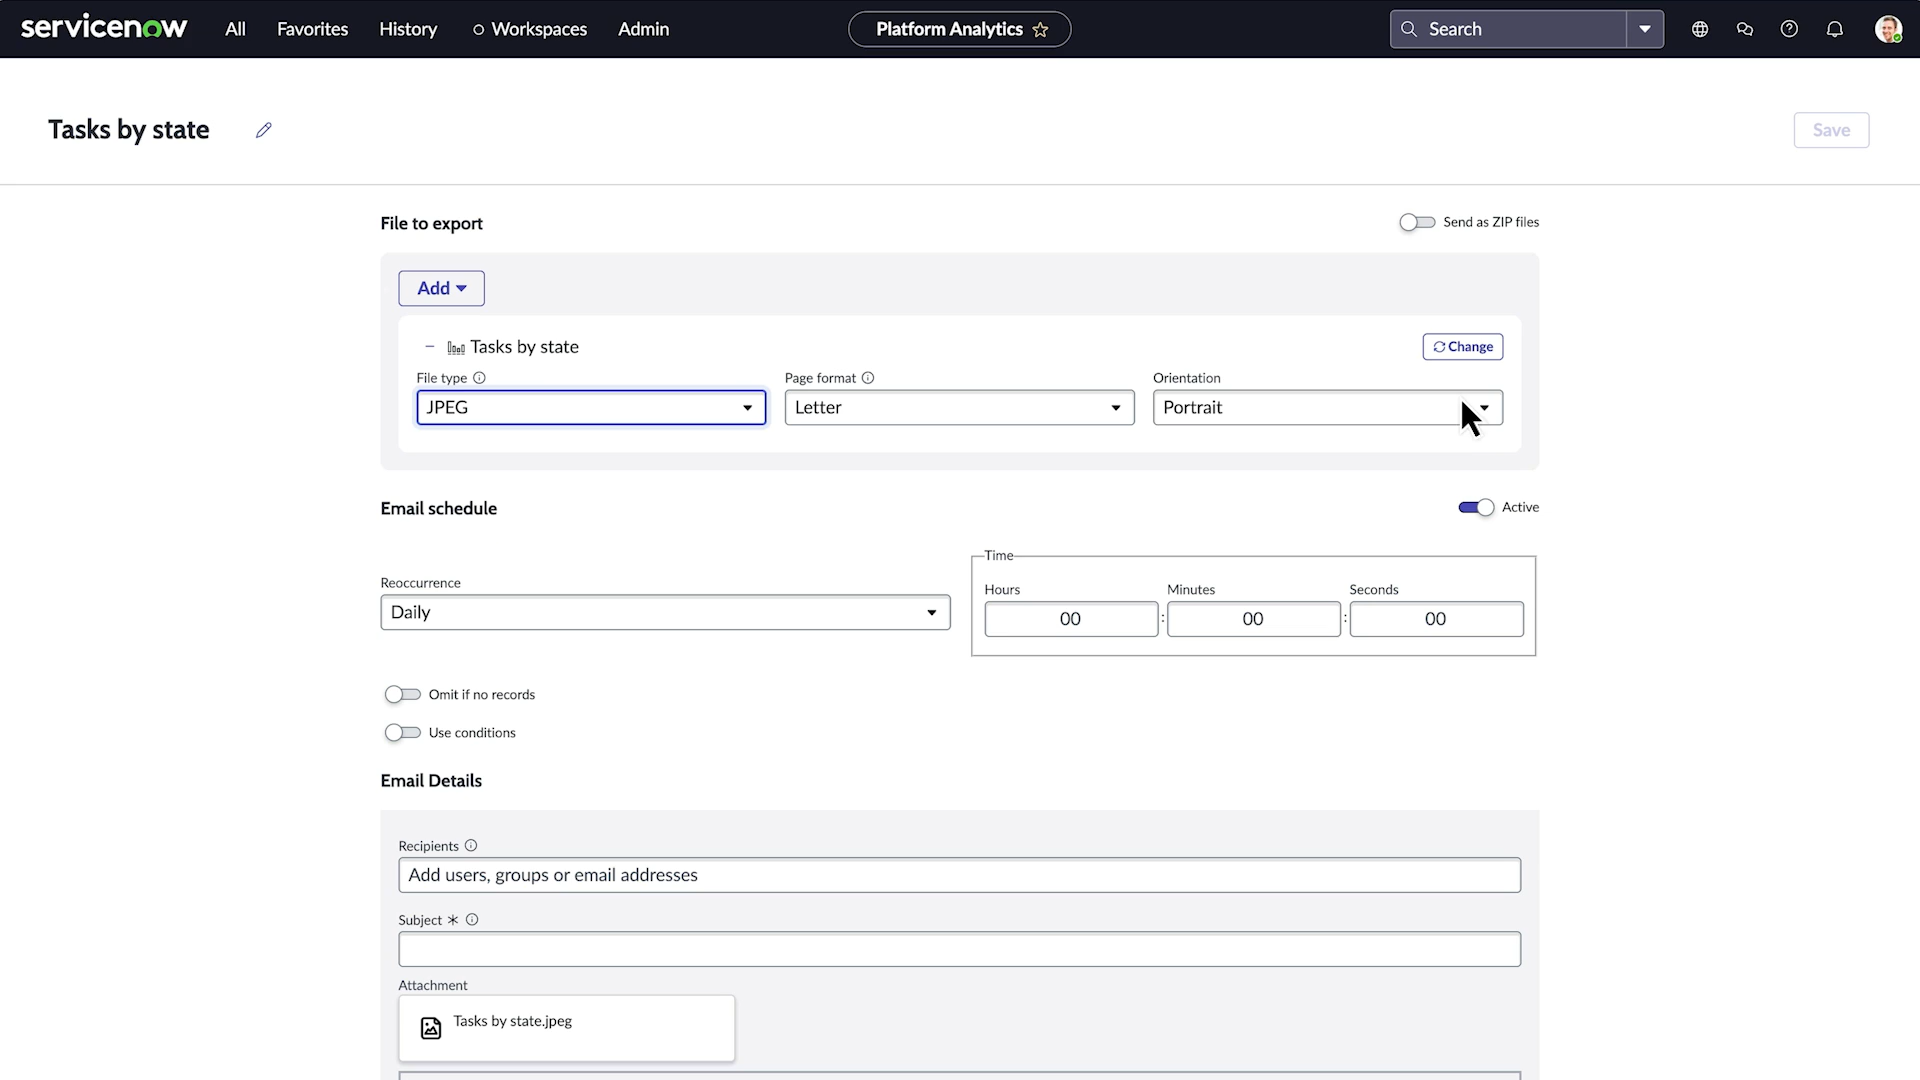 servicenow All Favorites History Workspaces Admin Platform Analytics Search
Tasks by state Save
File to export Send as ZIP files
Add
Tasks by state Change
File type Page format Orientation
JPEG Letter Portrait
Email schedule Active
Time
Reoccurrence Hours Minutes Seconds
Daily 00 : 00 : 00
Omit if no records
Use conditions
Email Details
Recipients
Add users, groups or email addresses
Subject *
Attachment
Tasks by state.jpeg